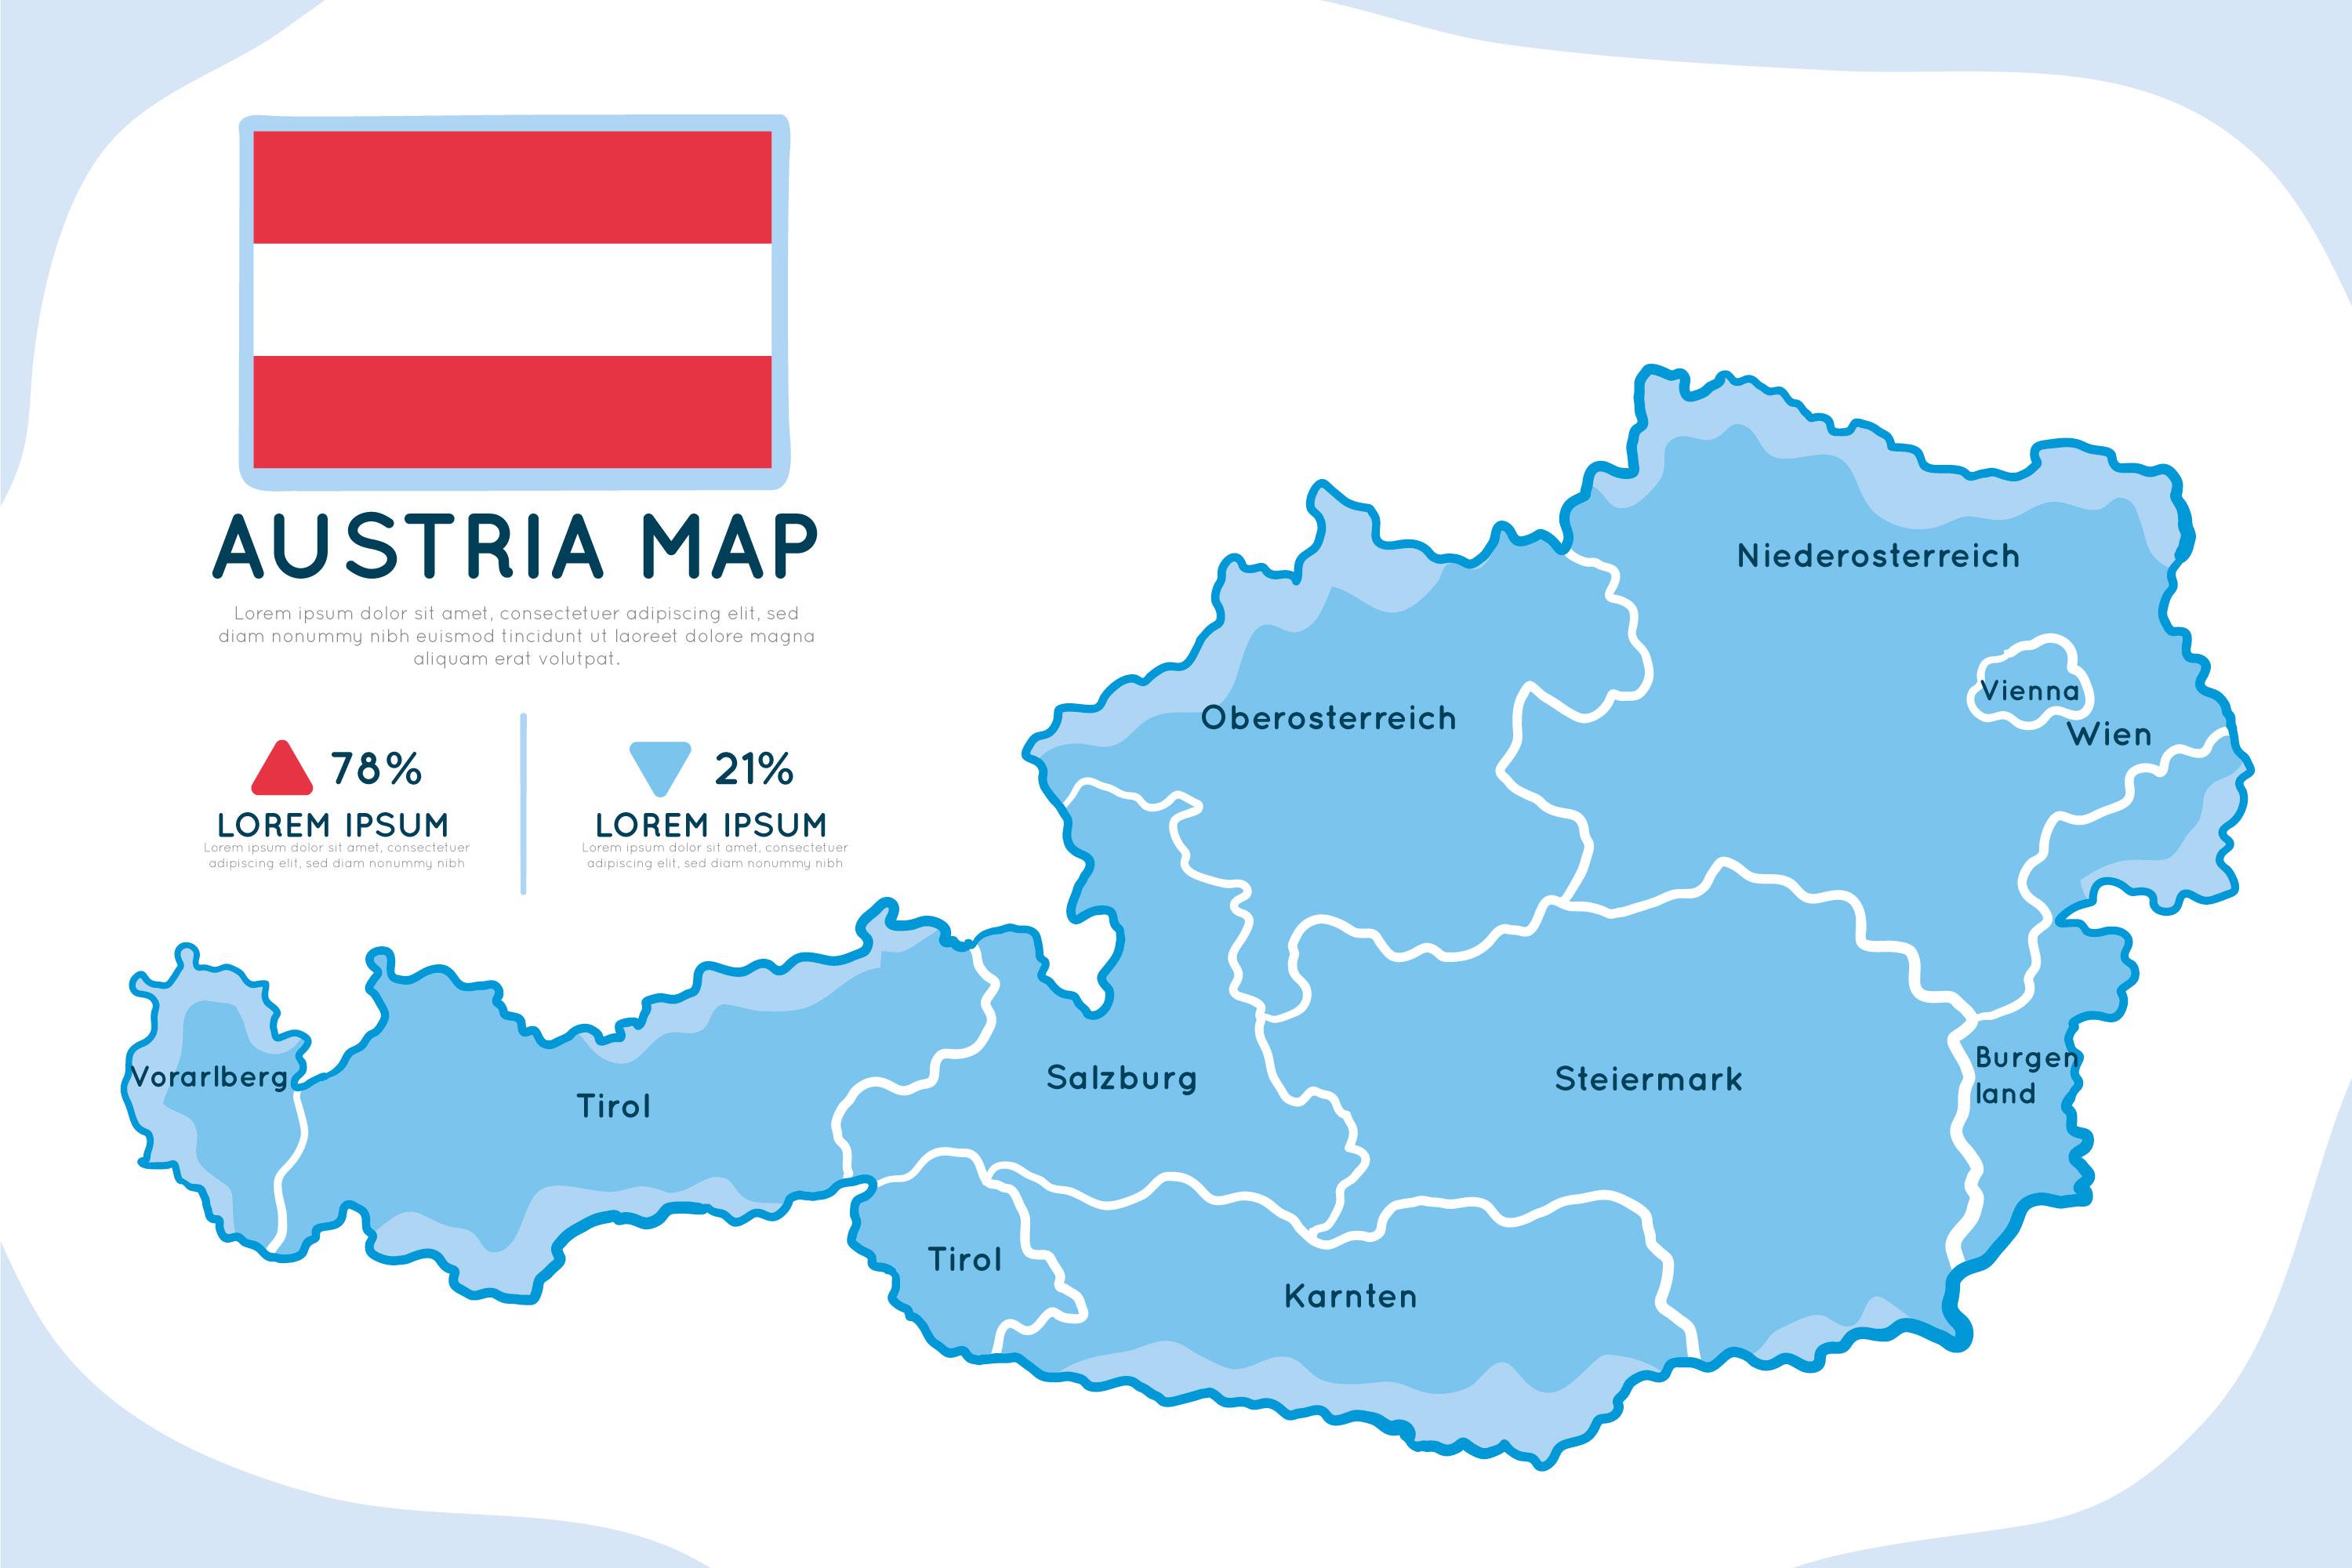 AUSTRIA MAP
Lorem ipsum dolor sit amet, consectetuer adipiscing elit, sed
diam nonummy nibh euismod tincidunt ut laoreet dolore magna
aliquam erat volutpat.
78%
LOREM IPSUM
Lorem ipsum dolor sit amet, consectetuer
adipiscing elit, sed diam nonummy nibh
21%
LOREM IPSUM
Lorem ipsum dolor sit amet, consectetuer
adipiscing elit, sed diam nonummy nibh
Niederosterreich
Vienna
Wien
Oberosterreich
Vorarlberg
Tirol
Salzburg
Steiermark
Burgen
land
Tirol
Karnten